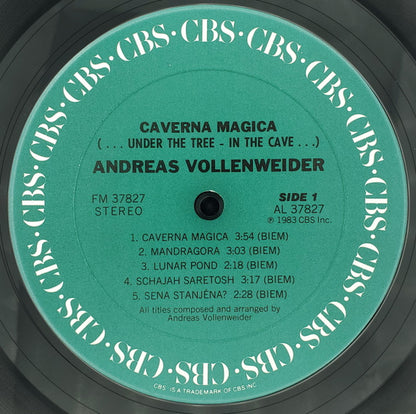 CBS · CBS · CBS · CBS · CBS · CBS · CBS · CBS · CBS · CBS · CBS · CBS · CBS · CBS · CBS · CBS · CBS · CBS · CBS · CBS
CAVERNA MAGICA
(... UNDER THE TREE - IN THE CAVE ...)
ANDREAS VOLLENWEIDER
FM 37827
STEREO
SIDE 1
AL 37827
℗ 1983 CBS Inc.
1. CAVERNA MAGICA 3:54 (BIEM)
2. MANDRAGORA 3:03 (BIEM)
3. LUNAR POND 2:18 (BIEM)
4. SCHAJAH SARETOSH 3:17 (BIEM)
5. SENA STANJÉNA? 2:28 (BIEM)
All titles composed and arranged by
Andreas Vollenweider
CBS IS A TRADEMARK OF CBS INC.